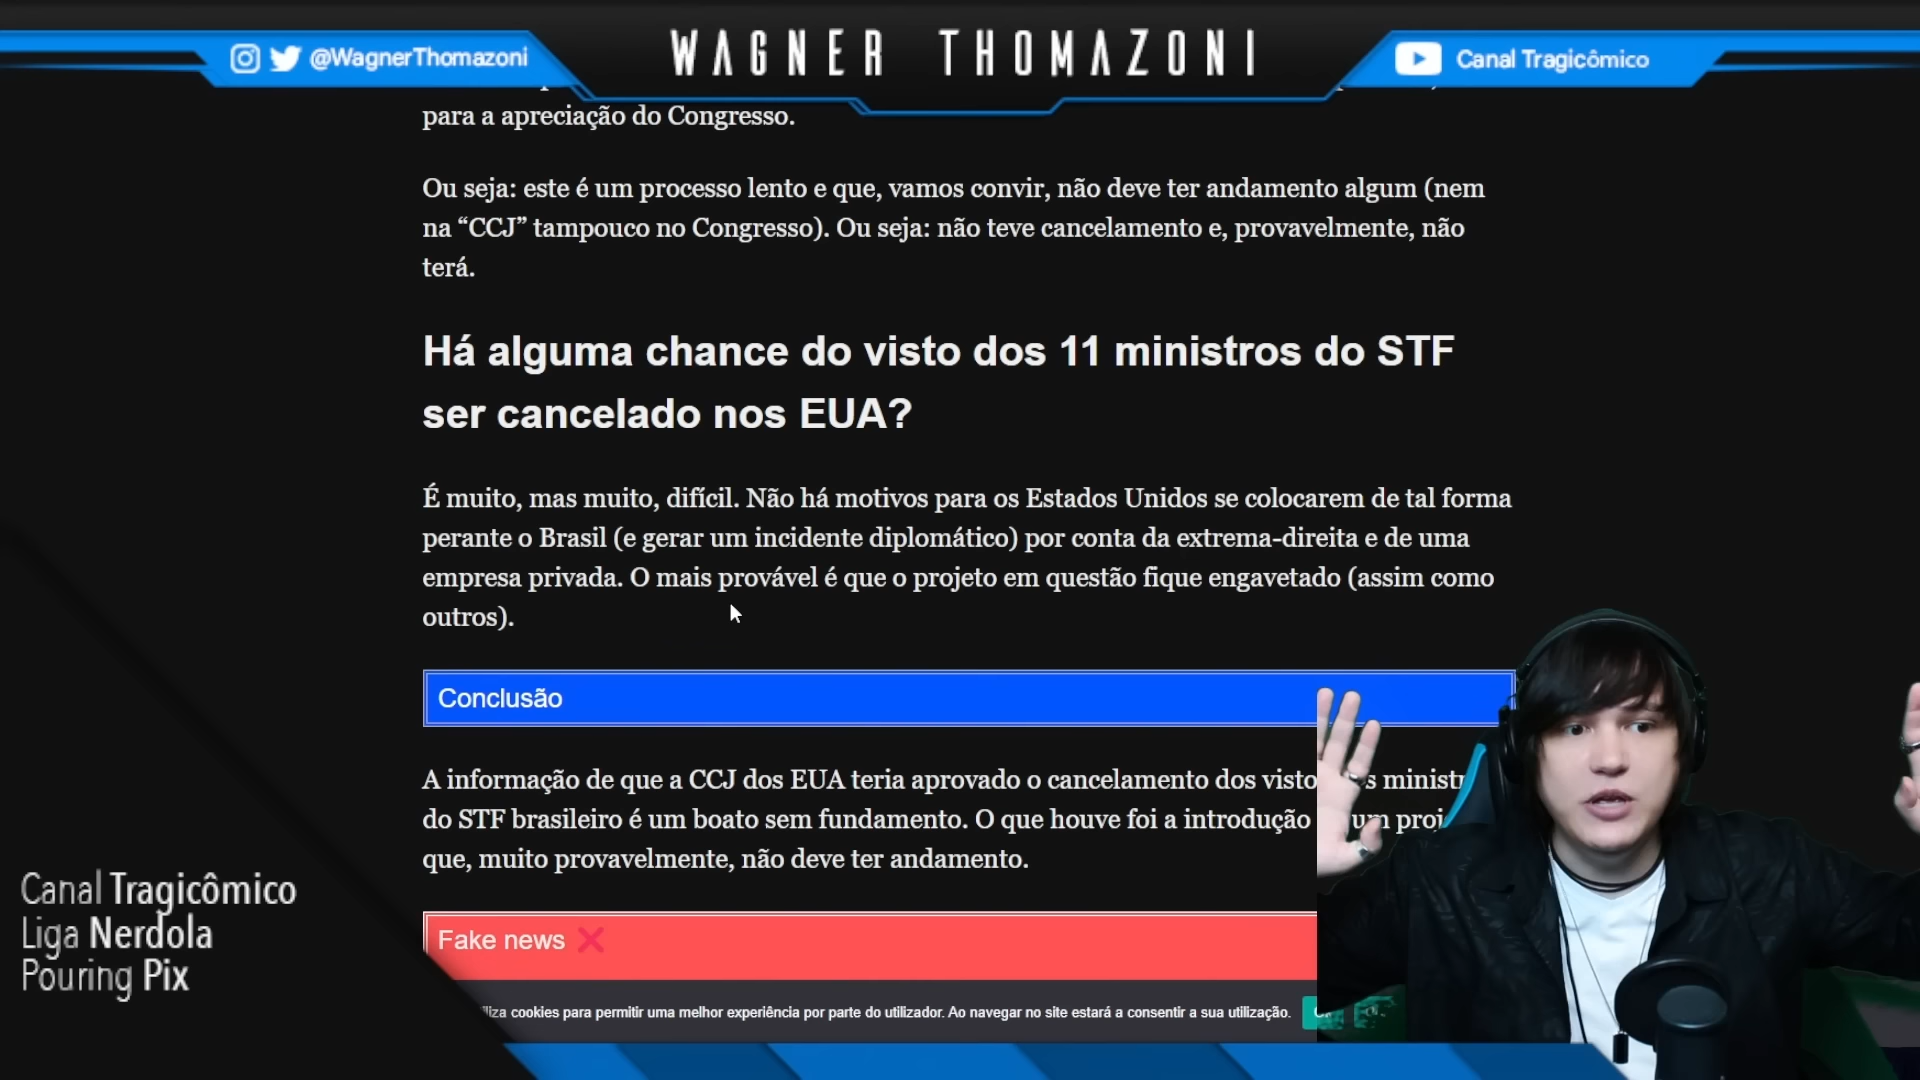 @WagnerThomazoni
WAGNER THOMAZONI
Canal Tragicômico
para a apreciação do Congresso.
Ou seja: este é um processo lento e que, vamos convir, não deve ter andamento algum (nem
na “CCJ” tampouco no Congresso). Ou seja: não teve cancelamento e, provavelmente, não
terá.
Há alguma chance do visto dos 11 ministros do STF
ser cancelado nos EUA?
É muito, mas muito, difícil. Não há motivos para os Estados Unidos se colocarem de tal forma
perante o Brasil (e gerar um incidente diplomático) por conta da extrema-direita e de uma
empresa privada. O mais provável é que o projeto em questão fique engavetado (assim como
outros).
Conclusão
A informação de que a CCJ dos EUA teria aprovado o cancelamento dos visto
do STF brasileiro é um boato sem fundamento. O que houve foi a introdução um
que, muito provavelmente, não deve ter andamento.
Fake news ❌
cookies para permitir uma melhor experiência por parte do utilizador. Ao navegar no site estará a consentir a sua utilização.
Canal Tragicômico
Liga Nerdola
Pouring Pix